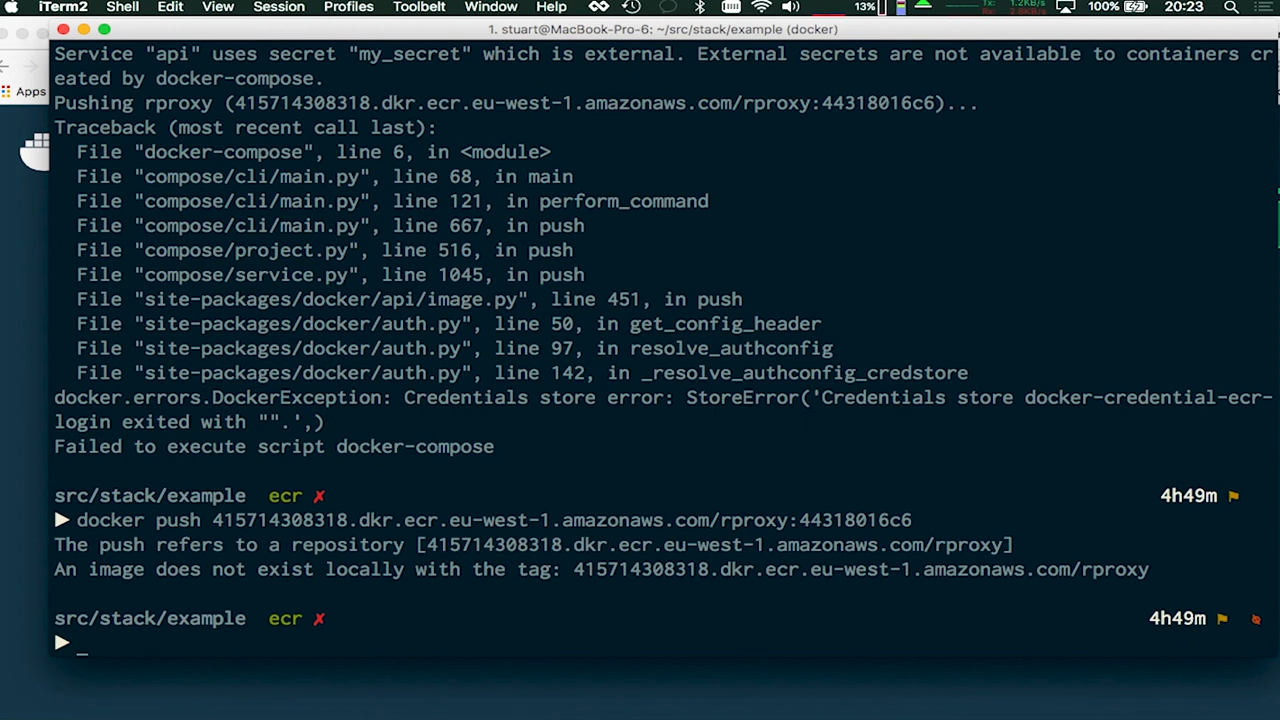 iTerm2 Shell Edit View Session Profiles Toolbelt Window Help 13% Tx: 1.2KB/s Rx: 2.8KB/s 100% 20:23
1. stuart@MacBook-Pro-6: ~/src/stack/example (docker)
Apps
Service "api" uses secret "my_secret" which is external. External secrets are not available to containers cr
eated by docker-compose.
Pushing rproxy (415714308318.dkr.ecr.eu-west-1.amazonaws.com/rproxy:44318016c6)...
Traceback (most recent call last):
  File "docker-compose", line 6, in <module>
  File "compose/cli/main.py", line 68, in main
  File "compose/cli/main.py", line 121, in perform_command
  File "compose/cli/main.py", line 667, in push
  File "compose/project.py", line 516, in push
  File "compose/service.py", line 1045, in push
  File "site-packages/docker/api/image.py", line 451, in push
  File "site-packages/docker/auth.py", line 50, in get_config_header
  File "site-packages/docker/auth.py", line 97, in resolve_authconfig
  File "site-packages/docker/auth.py", line 142, in _resolve_authconfig_credstore
docker.errors.DockerException: Credentials store error: StoreError('Credentials store docker-credential-ecr-
login exited with "".',)
Failed to execute script docker-compose
src/stack/example ecr ✗ 4h49m
▶ docker push 415714308318.dkr.ecr.eu-west-1.amazonaws.com/rproxy:44318016c6
The push refers to a repository [415714308318.dkr.ecr.eu-west-1.amazonaws.com/rproxy]
An image does not exist locally with the tag: 415714308318.dkr.ecr.eu-west-1.amazonaws.com/rproxy
src/stack/example ecr ✗ 4h49m
▶ _